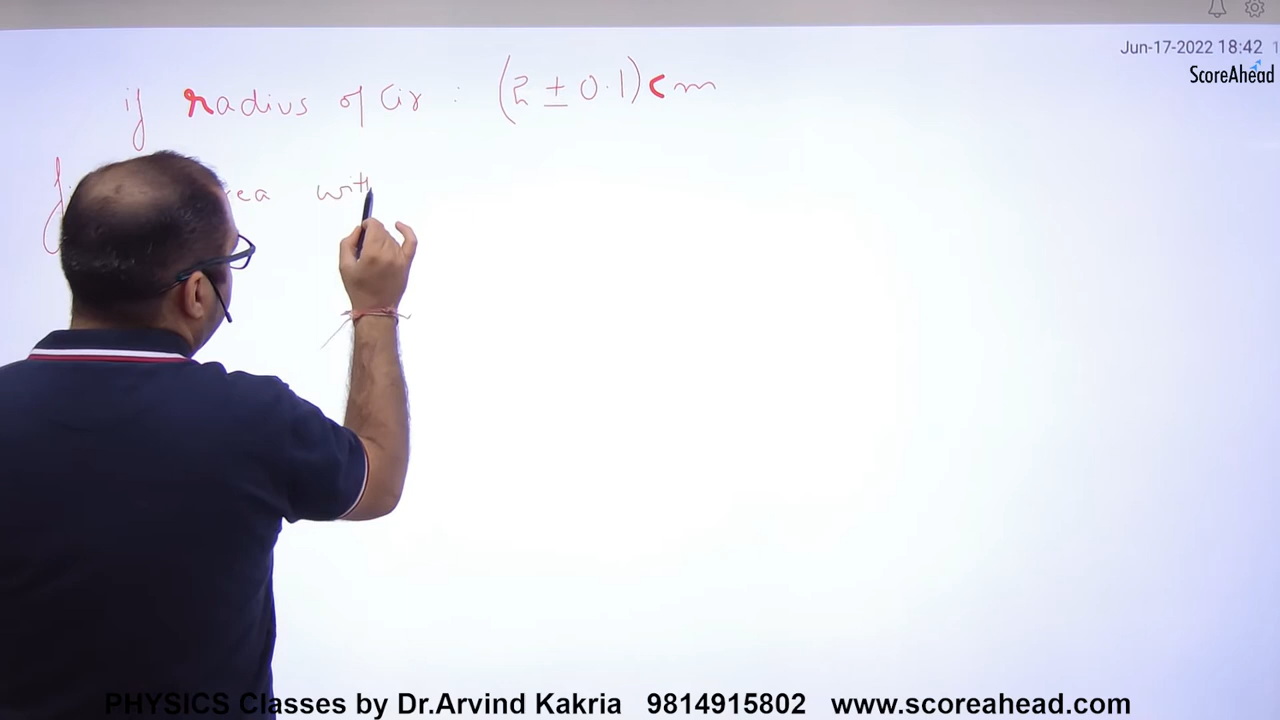 Jun-17-2022 18:42 1
ScoreAhead
if radius of Cir : (2 ± 0.1) cm
rea with
PHYSICS Classes by Dr.Arvind Kakria 9814915802 www.scoreahead.com